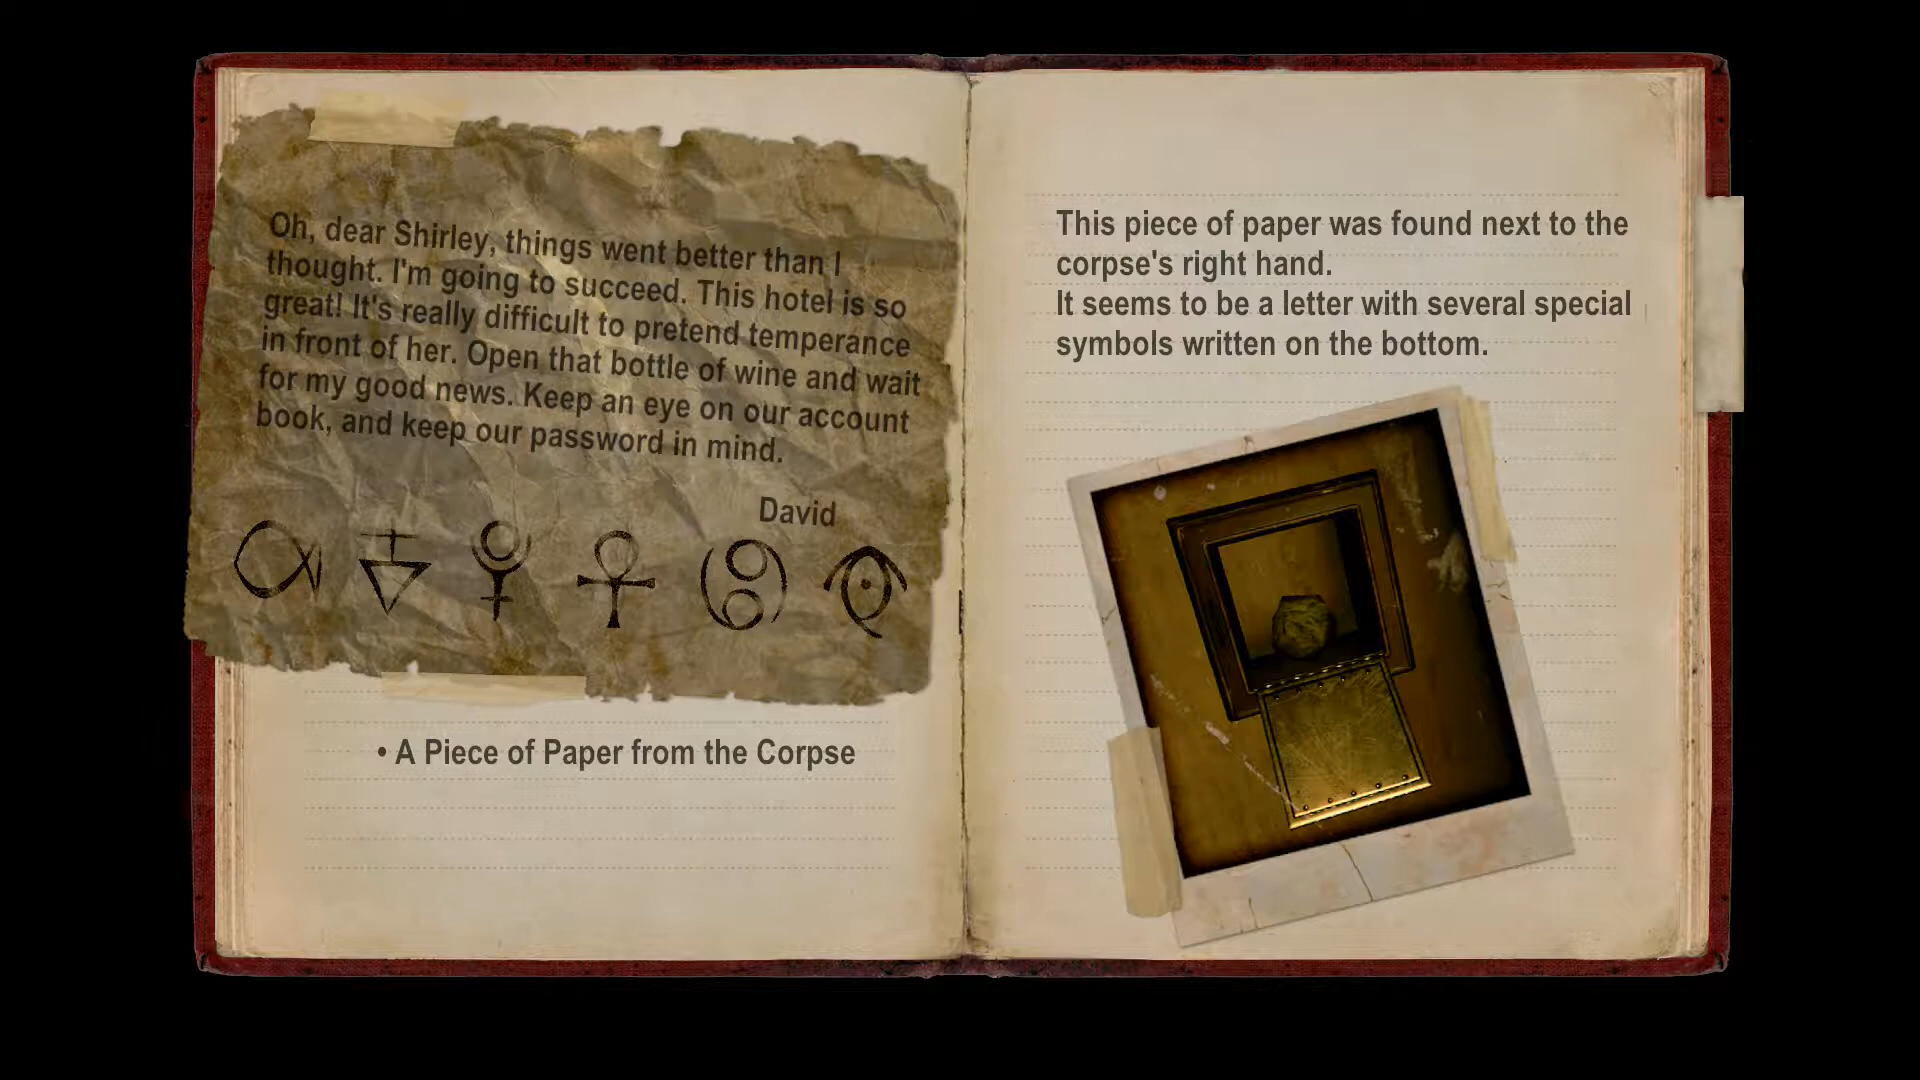 Oh, dear Shirley, things went better than I
thought. I'm going to succeed. This hotel is so
great! It's really difficult to pretend temperance
in front of her. Open that bottle of wine and wait
for my good news. Keep an eye on our account
book, and keep our password in mind.
David
• A Piece of Paper from the Corpse
This piece of paper was found next to the
corpse's right hand.
It seems to be a letter with several special
symbols written on the bottom.